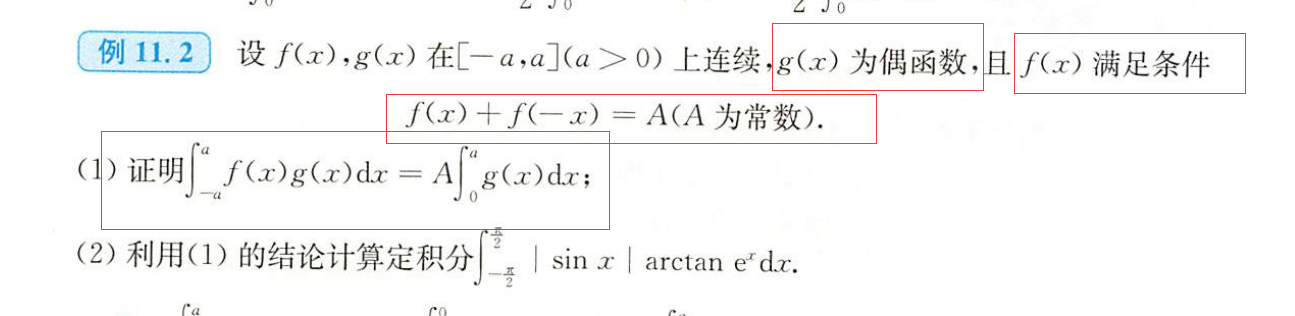 例 11.2 设 f(x),g(x) 在[-a,a](a>0) 上连续,g(x) 为偶函数,且 f(x) 满足条件
f(x)+f(-x)=A(A 为常数).
(1) 证明∫_{-a}^{a} f(x)g(x)dx = A∫_{0}^{a} g(x)dx;
(2) 利用(1) 的结论计算定积分∫_{-π/2}^{π/2} | sin x | arctan e^x dx.